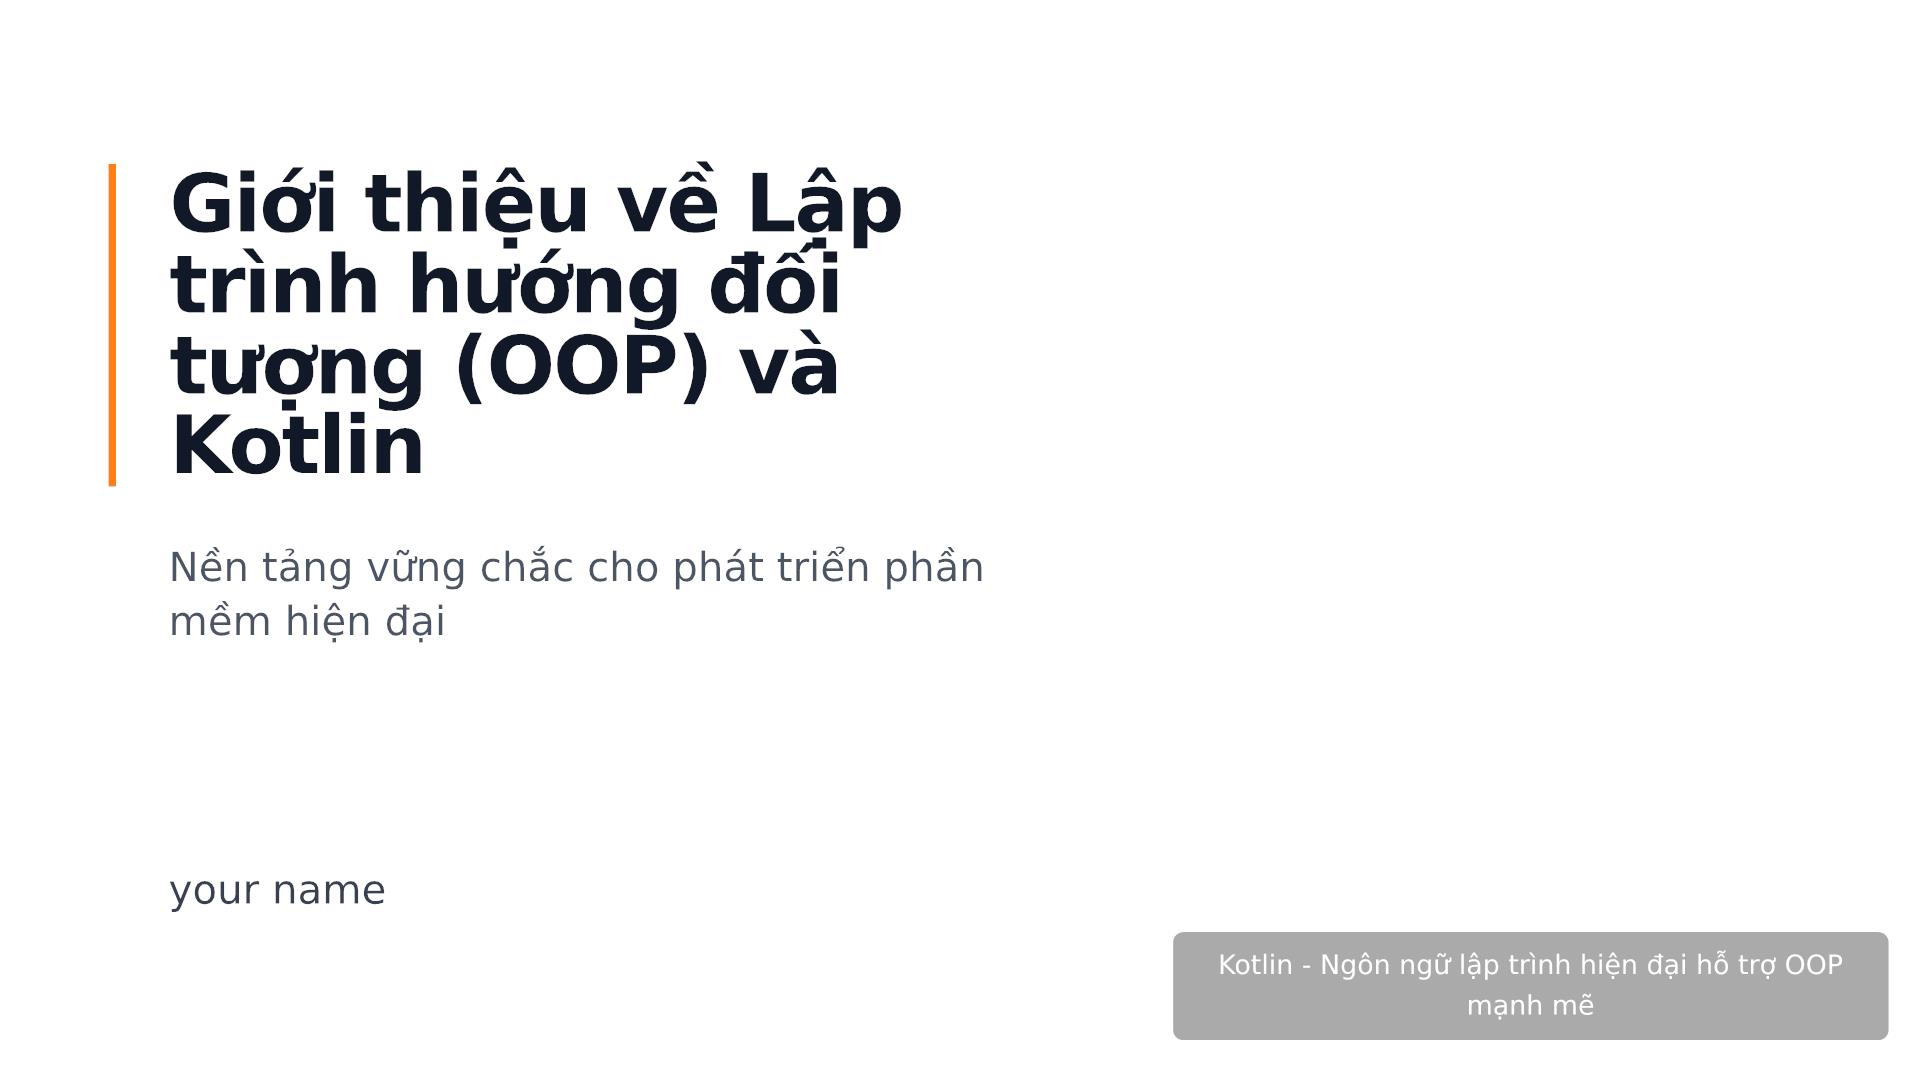 Giới thiệu về Lập
trình hướng đối
tượng (OOP) và
Kotlin
Nền tảng vững chắc cho phát triển phần
mềm hiện đại
your name
Kotlin - Ngôn ngữ lập trình hiện đại hỗ trợ OOP
mạnh mẽ